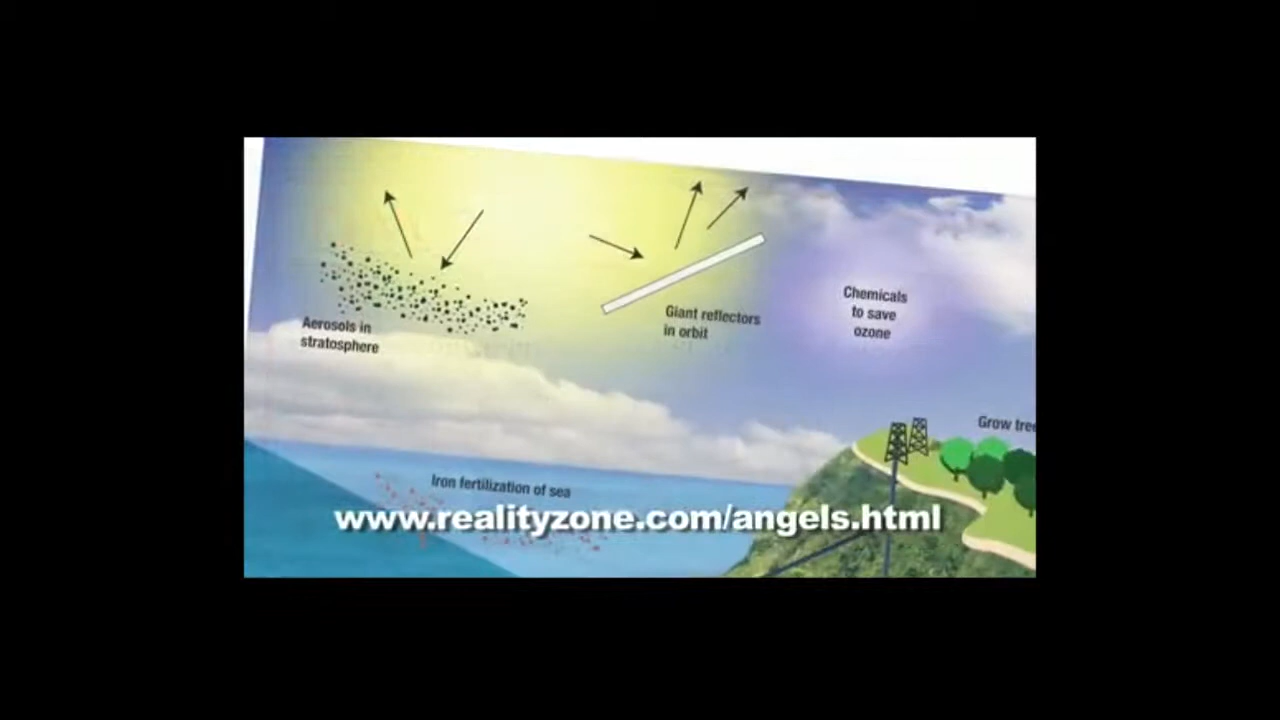 Aerosols in
stratosphere
Giant reflectors
in orbit
Chemicals
to save
ozone
Grow tree
Iron fertilization of sea
www.realityzone.com/angels.html